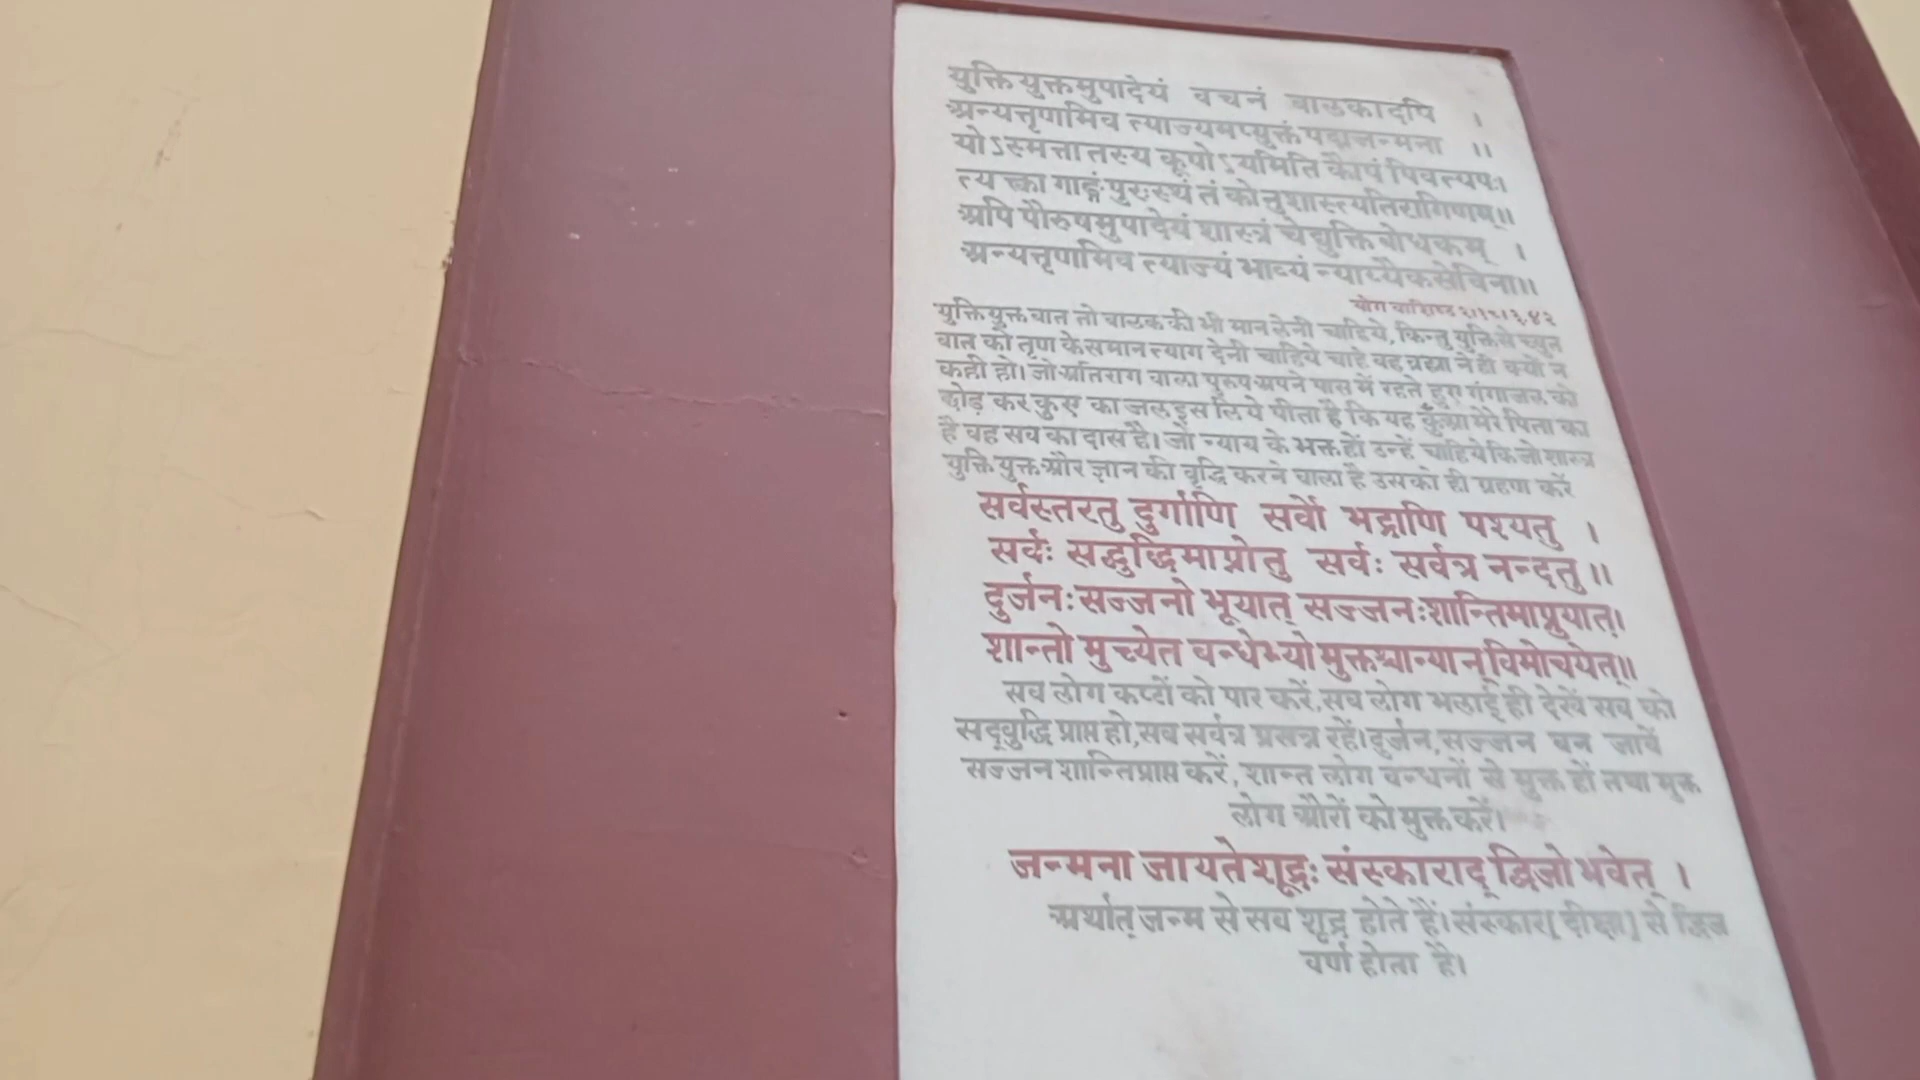 युक्ति युक्तमुपादेयं वचनं बालकादपि ।
अन्यत्तृणमिव त्याज्यमप्युक्तं पद्मजन्मना ॥
योऽस्मत्तातस्य कूपोऽयमिति कौपं पिबत्यपः।
त्यक्त्वा गाङ्गं पुरःस्थं तं कोनुशास्त्यतिरागिणम्॥
अपि पौरुषमुपादेयं शास्त्रं चेद्युक्ति बोधकम् ।
अन्यत्तृणमिव त्याज्यं भाव्यं न्याय्यैकसेविना॥
योग वाशिष्ठ
युक्ति युक्त बात तो बालक की भी मान लेनी चाहिये, किन्तु युक्ति से च्युत
बात को तृण के समान त्याग देनी चाहिये चाहे वह ब्रह्मा ने ही क्यों न
कही हो। जो अतिराग वाला पुरुष अपने पास में रहते हुए गंगाजल को
छोड़ कर कुए का जल इस लिये पीता है कि यह कुँआ मेरे पिता का
है वह सब का दास है। जो न्याय के भक्त हों उन्हें चाहिये कि जो शास्त्र
युक्ति युक्त और ज्ञान की वृद्धि करने वाला है उसको ही ग्रहण करें
सर्वस्तरतु दुर्गाणि सर्वो भद्राणि पश्यतु ।
सर्वः सद्बुद्धिमाप्नोतु सर्वः सर्वत्र नन्दतु॥
दुर्जनः सज्जनो भूयात् सज्जनः शान्तिमाप्नुयात्।
शान्तो मुच्येत बन्धेभ्यो मुक्तश्चान्यान् विमोचयेत्॥
सब लोग कष्टों को पार करें, सब लोग भलाई ही देखें सब को
सद्बुद्धि प्राप्त हो, सब सर्वत्र प्रसन्न रहें। दुर्जन, सज्जन बन जायें
सज्जन शान्ति प्राप्त करें, शान्त लोग बन्धनों से मुक्त हों तथा मुक्त
लोग औरों को मुक्त करें।
जन्मना जायते शूद्रः संस्काराद् द्विजो भवेत् ।
अर्थात् जन्म से सब शूद्र होते हैं। संस्कार[दीक्षा] से द्विज
वर्ण होता है।